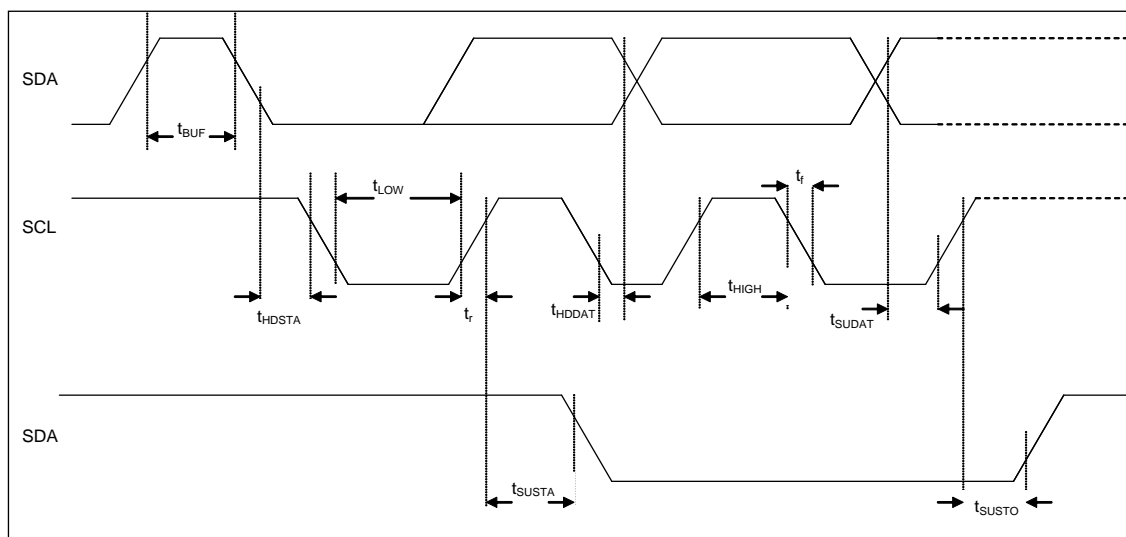 SDA
tBUF
tLOW
tf
SCL
tHDSTA
tr
tHDDAT
tHIGH
tSUDAT
SDA
tSUSTA
tSUSTO